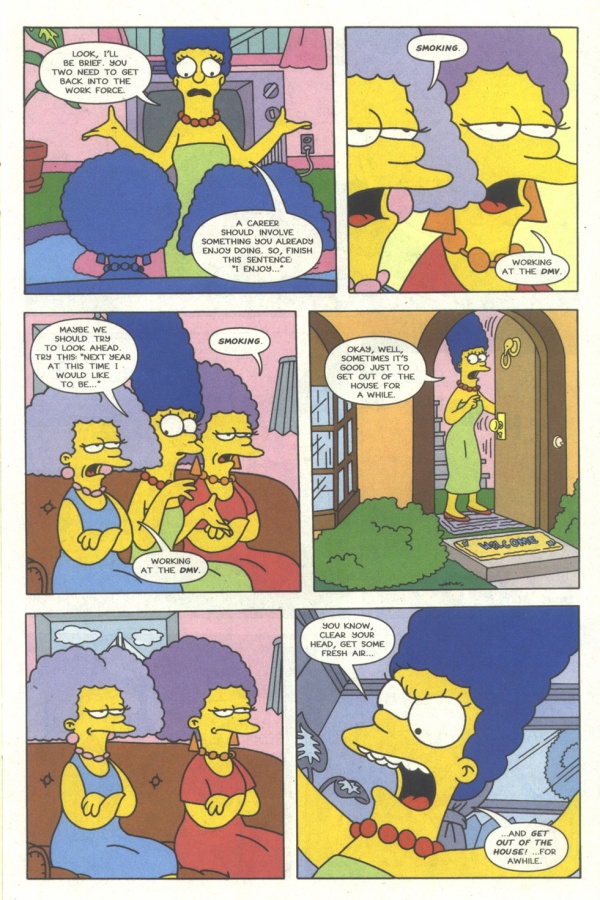 LOOK, I'LL
BE BRIEF. YOU
TWO NEED TO GET
BACK INTO THE
WORK FORCE.
A CAREER
SHOULD INVOLVE
SOMETHING YOU ALREADY
ENJOY DOING. SO, FINISH
THIS SENTENCE:
"I ENJOY..."
SMOKING.
WORKING
AT THE DMV.
MAYBE WE
SHOULD TRY
TO LOOK AHEAD.
TRY THIS: "NEXT YEAR
AT THIS TIME I
WOULD LIKE
TO BE..."
SMOKING.
WORKING
AT THE DMV.
OKAY, WELL,
SOMETIMES IT'S
GOOD JUST TO
GET OUT OF THE
HOUSE FOR
A WHILE.
WELCOME
YOU KNOW,
CLEAR YOUR
HEAD, GET SOME
FRESH AIR...
...AND GET
OUT OF THE
HOUSE! ...FOR
AWHILE.